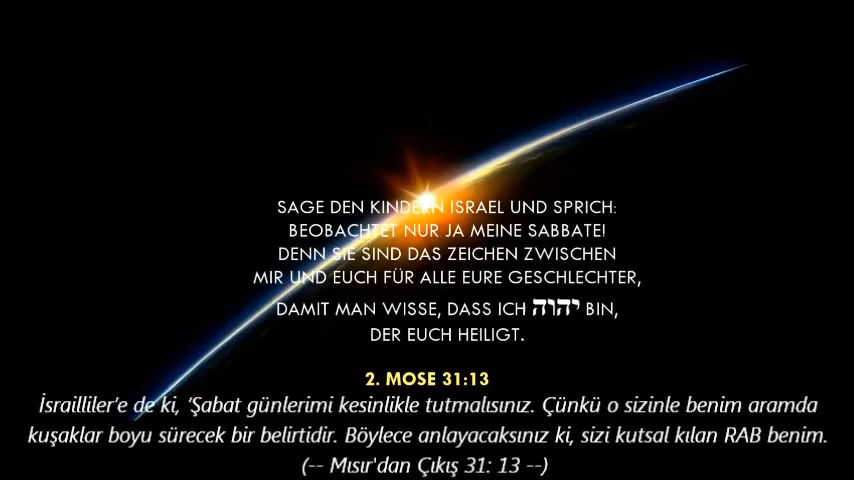 SAGE DEN KINDERN ISRAEL UND SPRICH:
BEOBACHTET NUR JA MEINE SABBATE!
DENN SIE SIND DAS ZEICHEN ZWISCHEN
MIR UND EUCH FÜR ALLE EURE GESCHLECHTER,
DAMIT MAN WISSE, DASS ICH יהוה BIN,
DER EUCH HEILIGT.
2. MOSE 31:13
İsrailliler’e de ki, ‘Şabat günlerimi kesinlikle tutmalısınız. Çünkü o sizinle benim aramda
kuşaklar boyu sürecek bir belirtidir. Böylece anlayacaksınız ki, sizi kutsal kılan RAB benim.
(-- Mısır'dan Çıkış 31: 13 --)